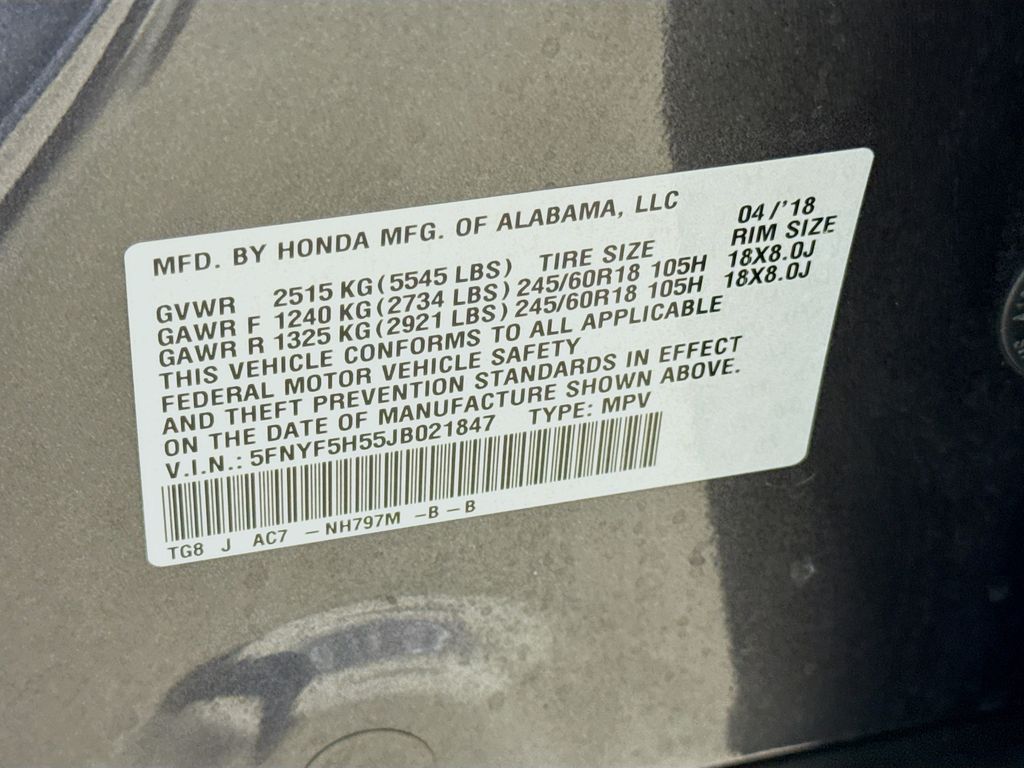 MFD. BY HONDA MFG. OF ALABAMA, LLC 04/'18
GVWR 2515 KG(5545 LBS) TIRE SIZE RIM SIZE
GAWR F 1240 KG(2734 LBS) 245/60R18 105H 18X8.0J
GAWR R 1325 KG(2921 LBS) 245/60R18 105H 18X8.0J
THIS VEHICLE CONFORMS TO ALL APPLICABLE
FEDERAL MOTOR VEHICLE SAFETY
AND THEFT PREVENTION STANDARDS IN EFFECT
ON THE DATE OF MANUFACTURE SHOWN ABOVE.
V.I.N.: 5FNYF5H55JB021847 TYPE: MPV
TG8 J AC7 -NH797M -B-B